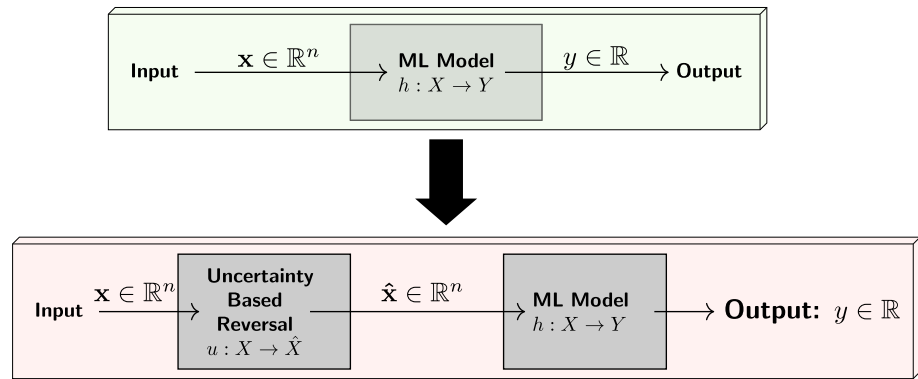 Input
𝐱 ∈ ℝⁿ
ML Model
h : X → Y
y ∈ ℝ
Output
Input
𝐱 ∈ ℝⁿ
Uncertainty
Based
Reversal
u : X → X̂
𝐱̂ ∈ ℝⁿ
ML Model
h : X → Y
Output: y ∈ ℝ